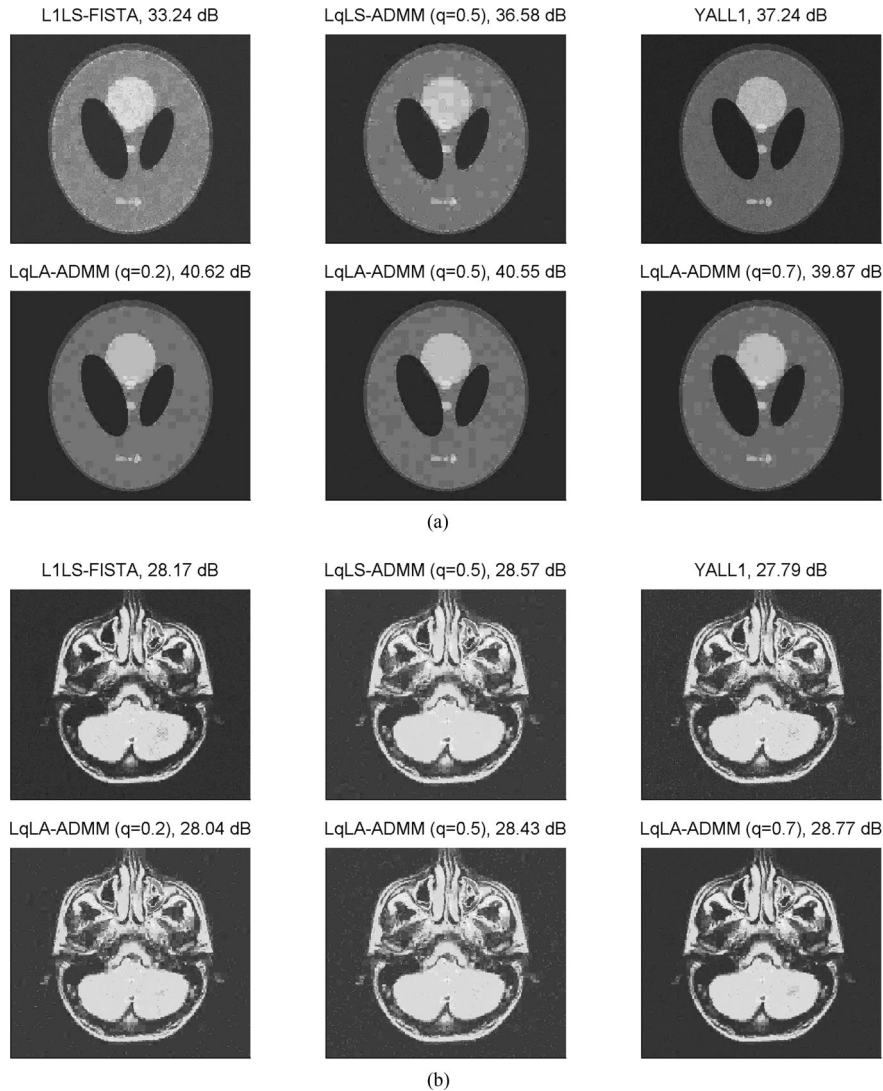 L1LS-FISTA, 33.24 dB
LqLS-ADMM (q=0.5), 36.58 dB
YALL1, 37.24 dB
LqLA-ADMM (q=0.2), 40.62 dB
LqLA-ADMM (q=0.5), 40.55 dB
LqLA-ADMM (q=0.7), 39.87 dB
(a)
L1LS-FISTA, 28.17 dB
LqLS-ADMM (q=0.5), 28.57 dB
YALL1, 27.79 dB
LqLA-ADMM (q=0.2), 28.04 dB
LqLA-ADMM (q=0.5), 28.43 dB
LqLA-ADMM (q=0.7), 28.77 dB
(b)